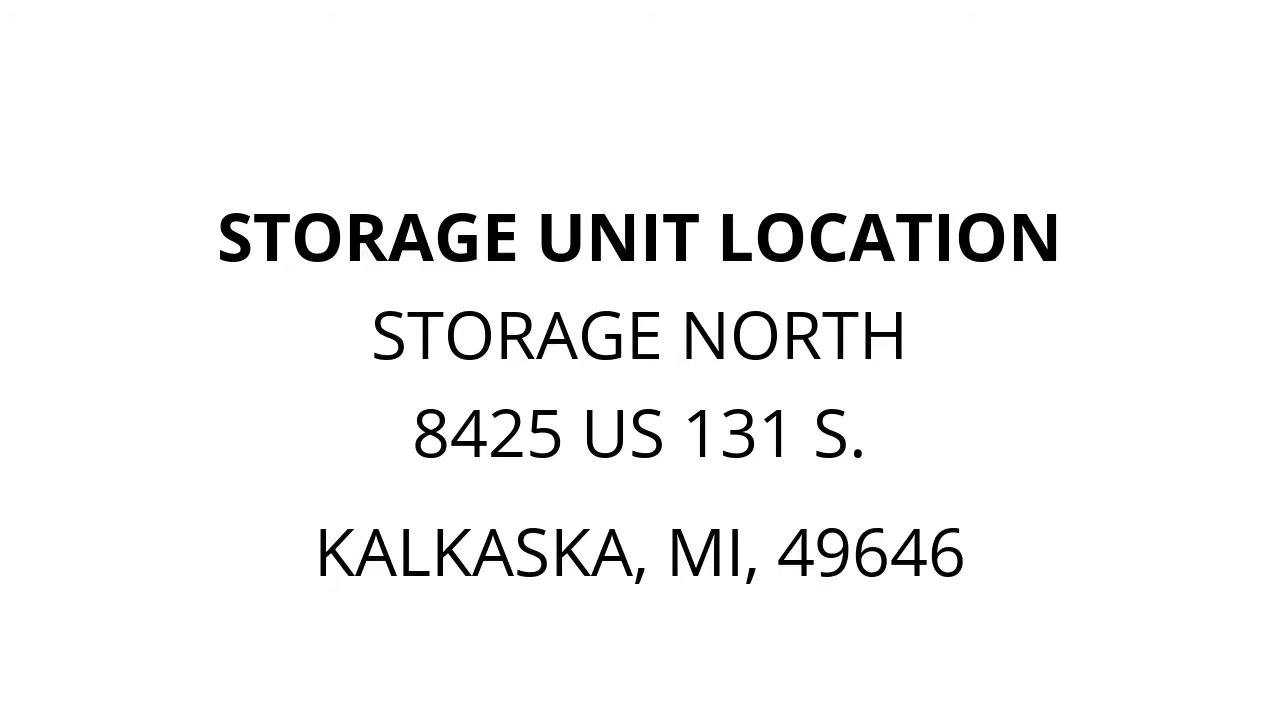 STORAGE UNIT LOCATION
STORAGE NORTH
8425 US 131 S.
KALKASKA, MI, 49646